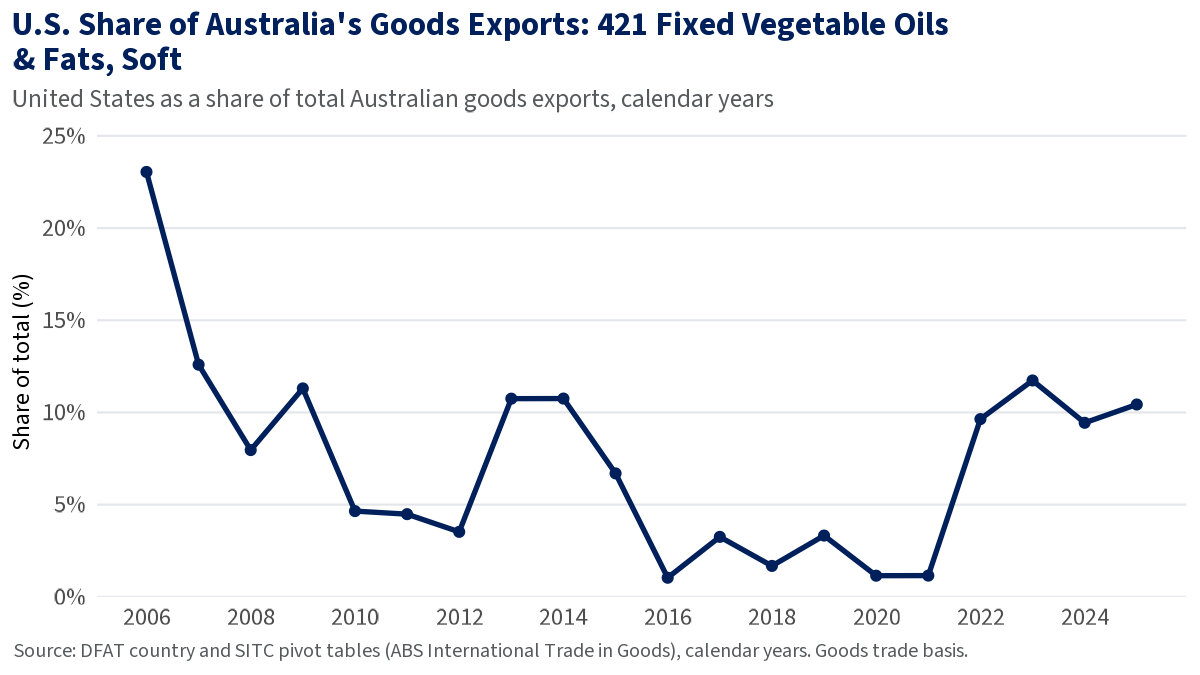 U.S. Share of Australia's Goods Exports: 421 Fixed Vegetable Oils
& Fats, Soft
United States as a share of total Australian goods exports, calendar years
Share of total (%)
25%
20%
15%
10%
5%
0%
2006 2008 2010 2012 2014 2016 2018 2020 2022 2024
Source: DFAT country and SITC pivot tables (ABS International Trade in Goods), calendar years. Goods trade basis.